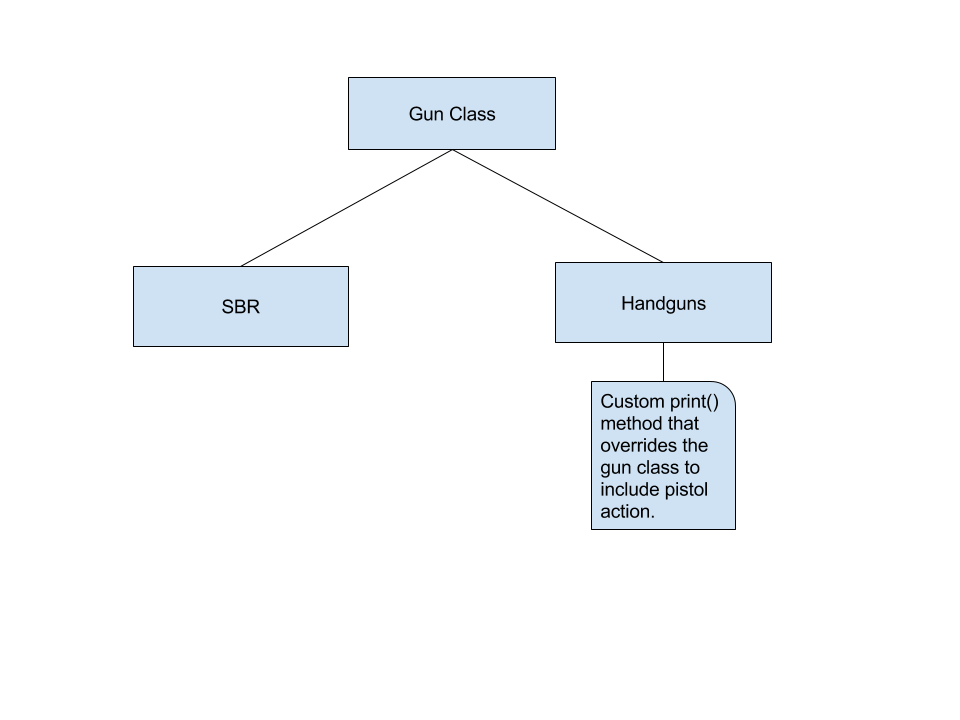 Gun Class
SBR
Handguns
Custom print()
method that
overrides the
gun class to
include pistol
action.